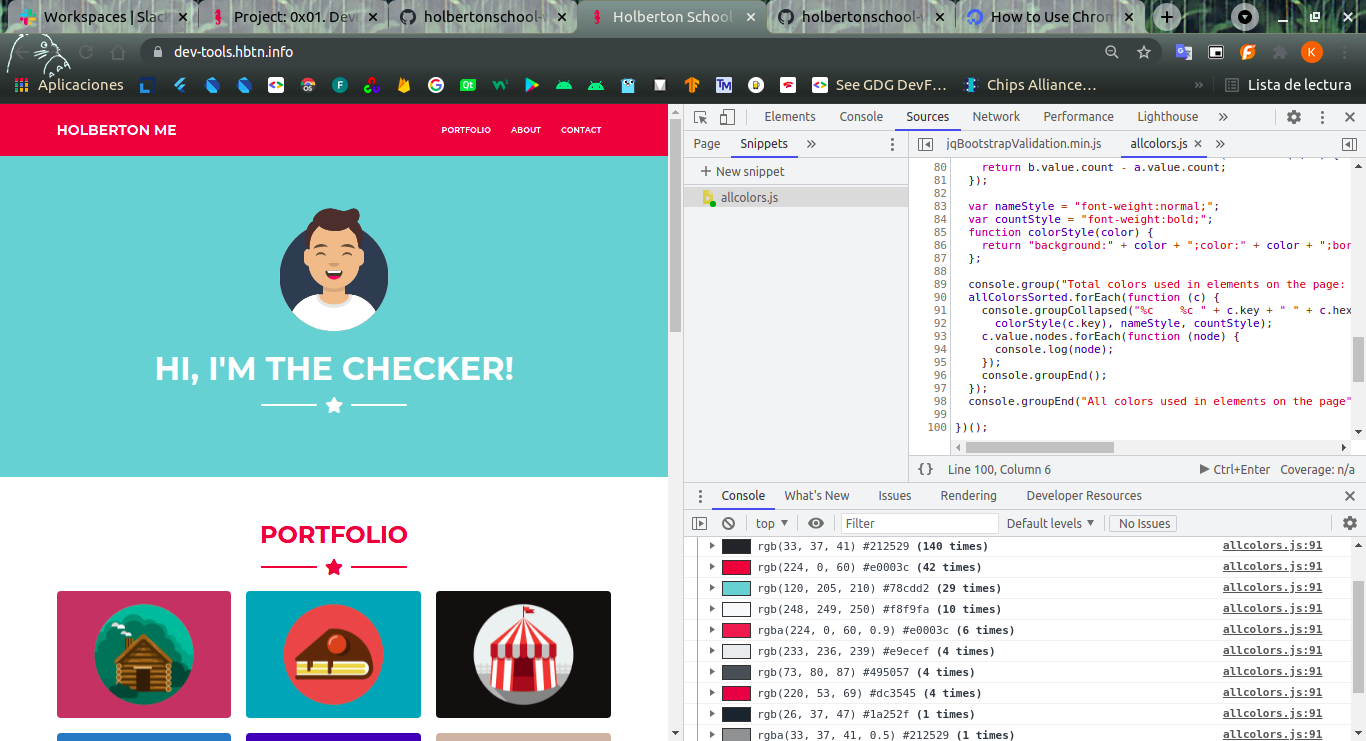 Workspaces | Slac
Project: 0x01. Dev
holbertonschool-v
Holberton School
holbertonschool-v
How to Use Chrom
dev-tools.hbtn.info
K
Aplicaciones
See GDG DevF…
Chips Alliance…
»
Lista de lectura
HOLBERTON ME
PORTFOLIO
ABOUT
CONTACT
HI, I'M THE CHECKER!
PORTFOLIO
Elements
Console
Sources
Network
Performance
Lighthouse
»
Page
Snippets
»
+ New snippet
allcolors.js
jqBootstrapValidation.min.js
allcolors.js ×
»
80 return b.value.count - a.value.count;
81 });
82
83 var nameStyle = "font-weight:normal;";
84 var countStyle = "font-weight:bold;";
85 function colorStyle(color) {
86 return "background:" + color + ";color:" + color + ";bor
87 };
88
89 console.group("Total colors used in elements on the page:
90 allColorsSorted.forEach(function (c) {
91 console.groupCollapsed("%c    %c " + c.key + " " + c.hex
92 colorStyle(c.key), nameStyle, countStyle);
93 c.value.nodes.forEach(function (node) {
94 console.log(node);
95 });
96 console.groupEnd();
97 });
98 console.groupEnd("All colors used in elements on the page"
99
100 })();
{} Line 100, Column 6
Ctrl+Enter
Coverage: n/a
Console
What's New
Issues
Rendering
Developer Resources
top
Filter
Default levels
No Issues
rgb(33, 37, 41) #212529 (140 times) allcolors.js:91
rgb(224, 0, 60) #e0003c (42 times) allcolors.js:91
rgb(120, 205, 210) #78cdd2 (29 times) allcolors.js:91
rgb(248, 249, 250) #f8f9fa (10 times) allcolors.js:91
rgba(224, 0, 60, 0.9) #e0003c (6 times) allcolors.js:91
rgb(233, 236, 239) #e9ecef (4 times) allcolors.js:91
rgb(73, 80, 87) #495057 (4 times) allcolors.js:91
rgb(220, 53, 69) #dc3545 (4 times) allcolors.js:91
rgb(26, 37, 47) #1a252f (1 times) allcolors.js:91
rgba(33, 37, 41, 0.5) #212529 (1 times) allcolors.js:91